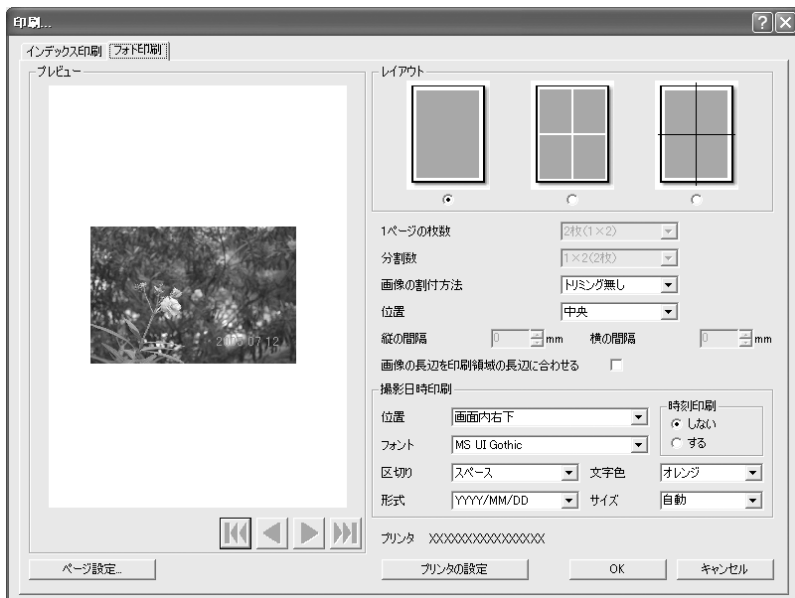 印刷...
インデックス印刷 フォト印刷
プレビュー
レイアウト
1ページの枚数 2枚(1×2)
分割数 1×2(2枚)
画像の割付方法 トリミング無し
位置 中央
縦の間隔 0 mm 横の間隔 0 mm
画像の長辺を印刷領域の長辺に合わせる
撮影日時印刷
位置 画面内右下
フォント MS UI Gothic
区切り スペース 文字色 オレンジ
形式 YYYY/MM/DD サイズ 自動
時刻印刷
しない
する
プリンタ XXXXXXXXXXXXXXXX
ページ設定... プリンタの設定 OK キャンセル